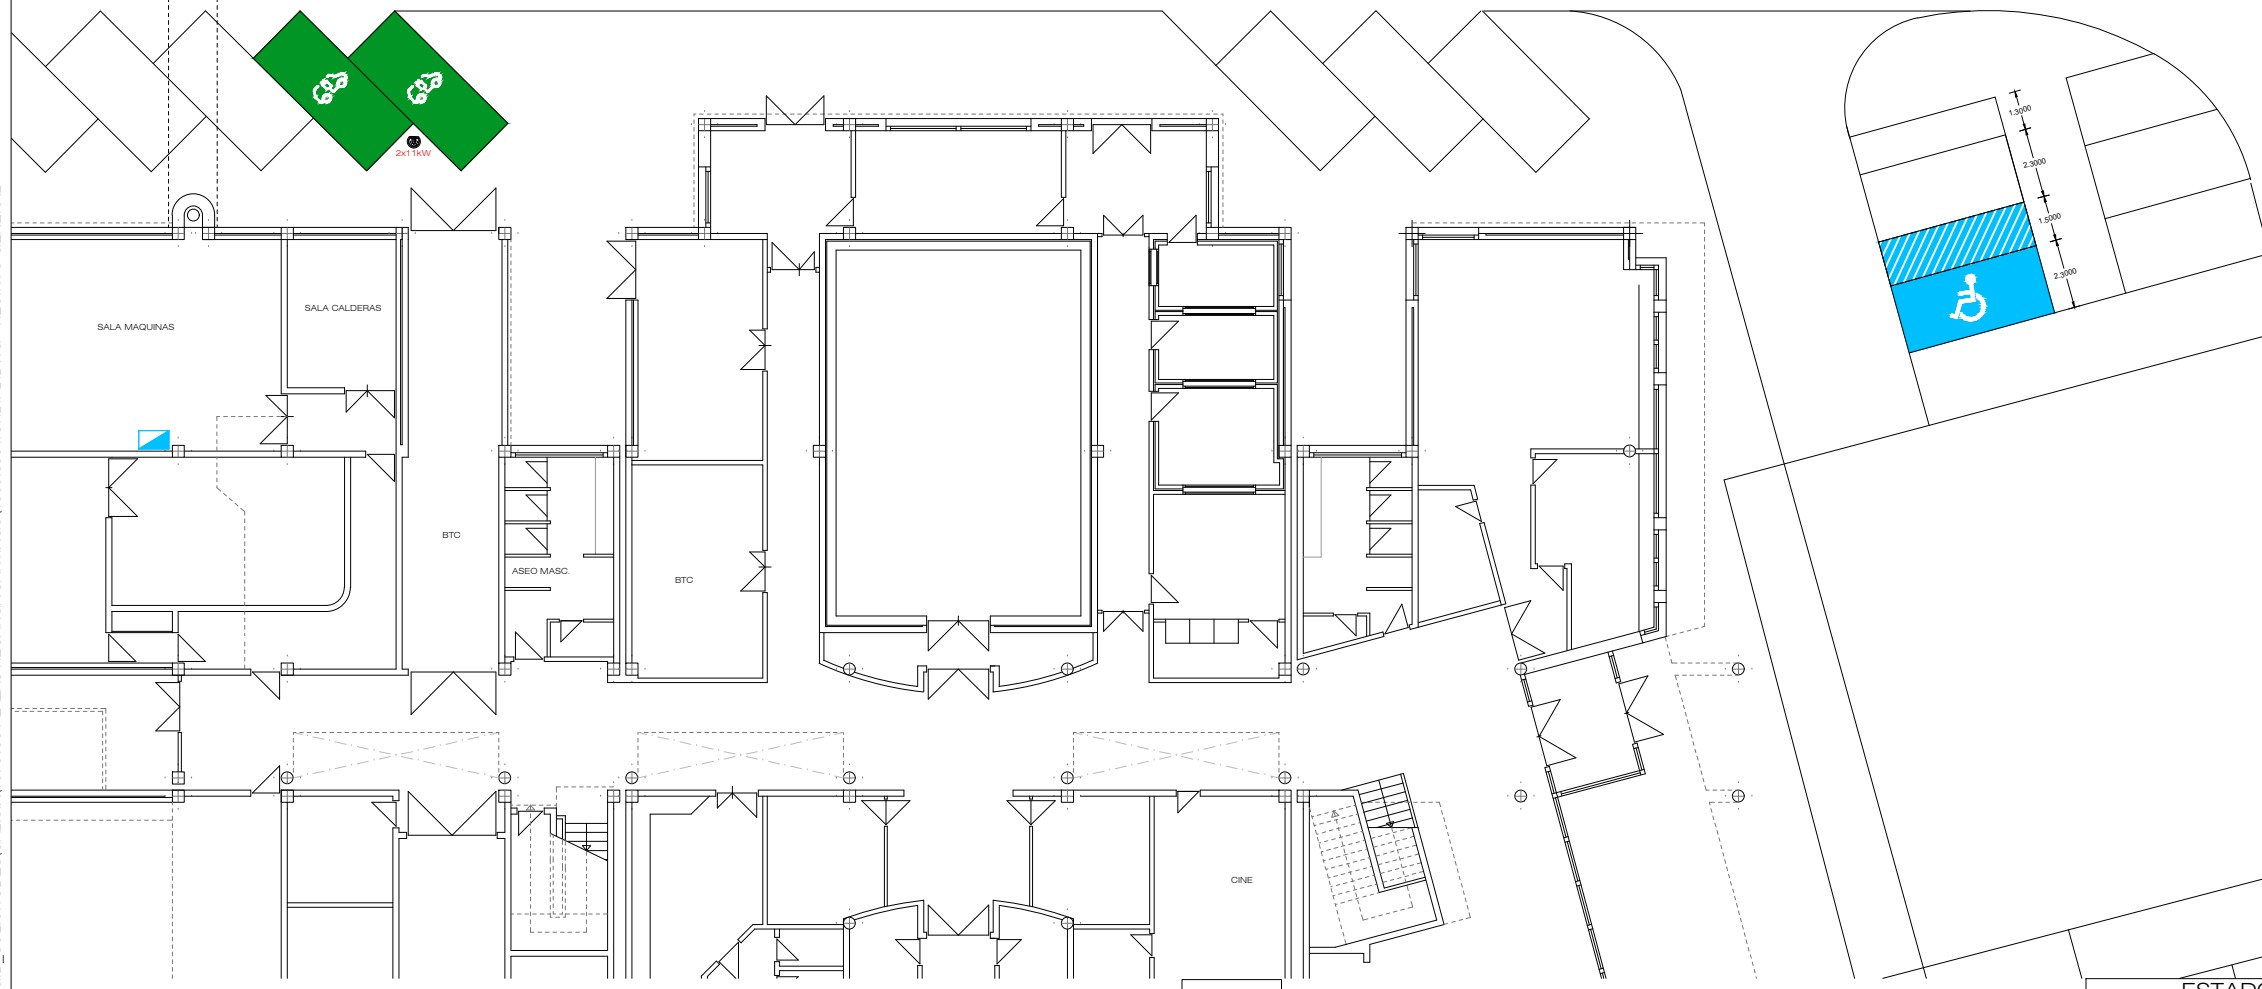 2x11kW
1.3000
2.3000
1.5000
2.3000
SALA CALDERAS
SALA MAQUINAS
BTC
ASEO MASC.
BTC
CINE